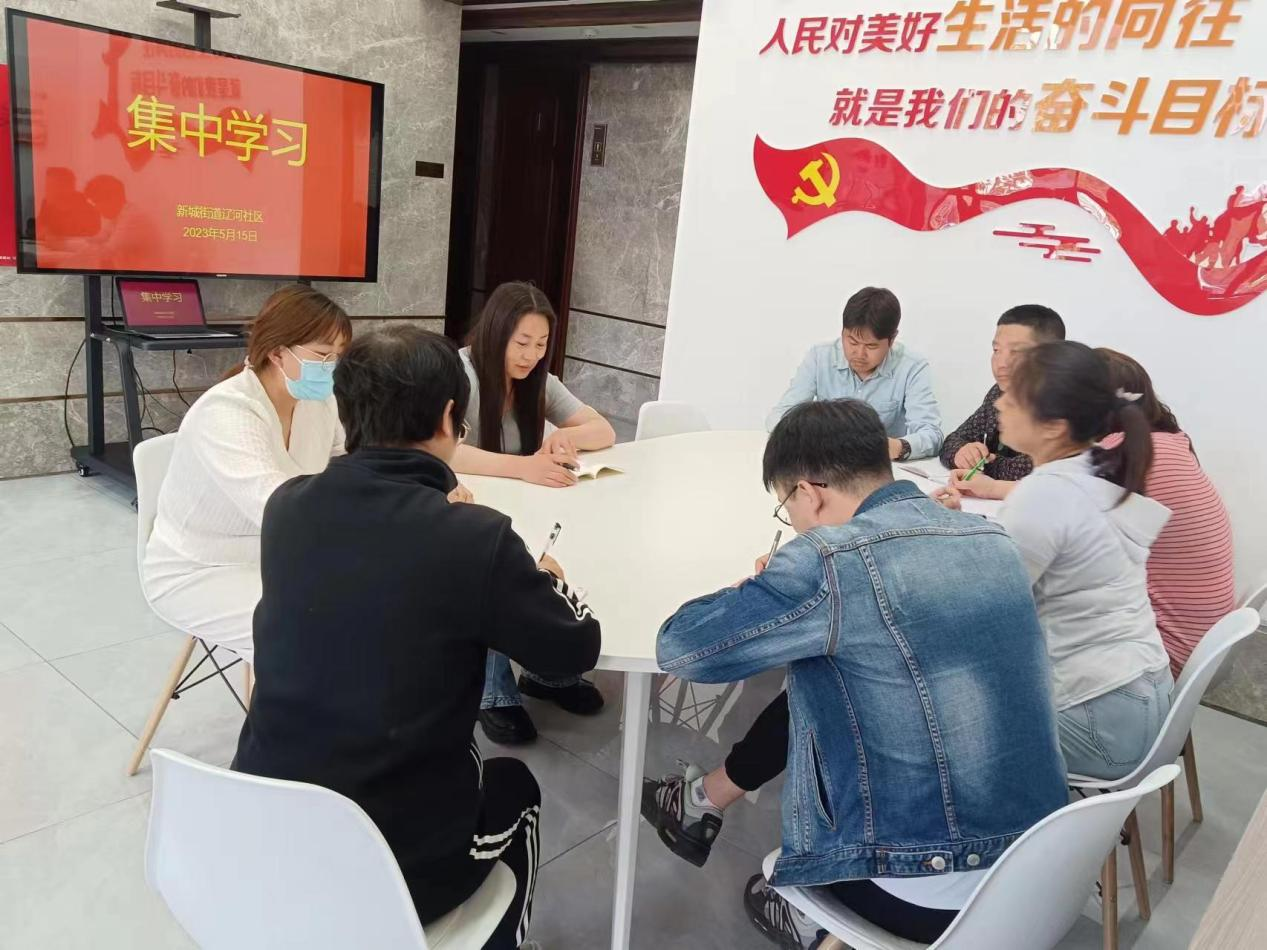 集中学习
新城街道辽河社区
2023年5月15日
集中学习
人民对美好生活的向往
就是我们的奋斗目标